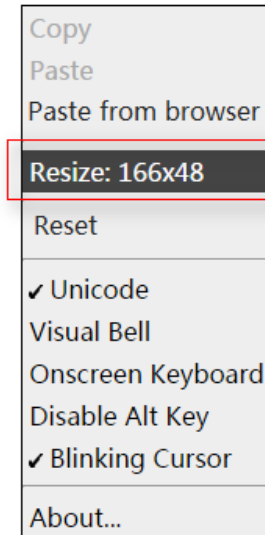 Copy
Paste
Paste from browser
Resize: 166x48
Reset
✓ Unicode
Visual Bell
Onscreen Keyboard
Disable Alt Key
✓ Blinking Cursor
About...